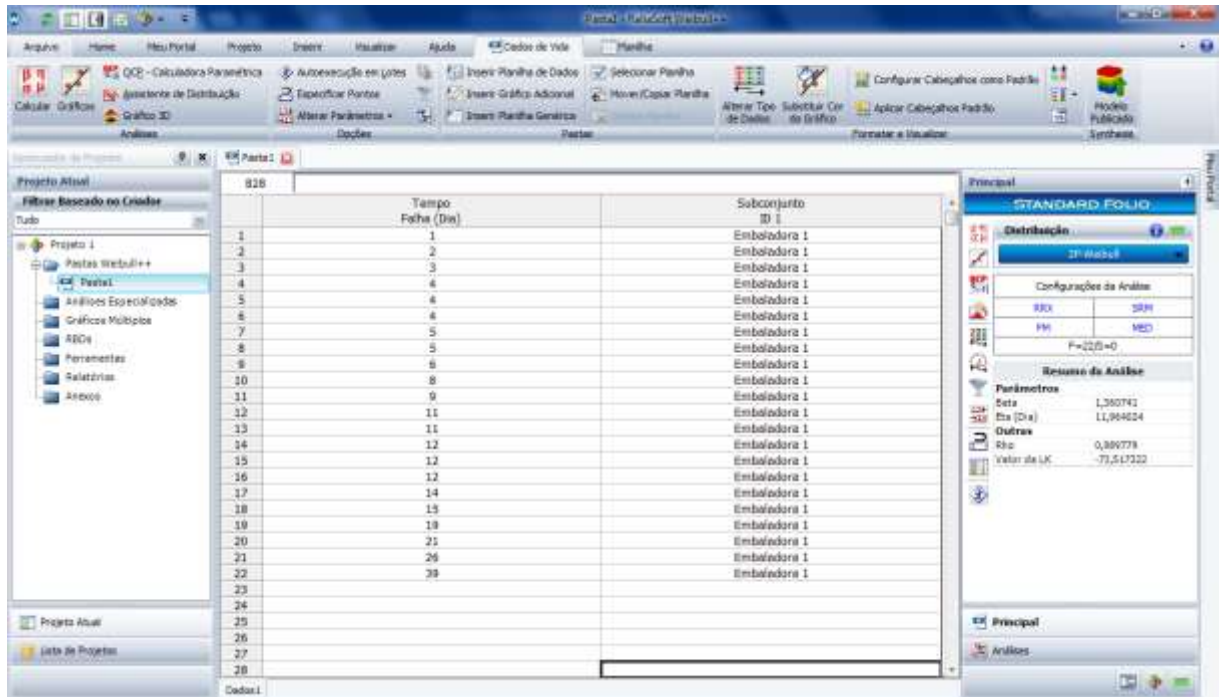 Pasta1 - ReliaSoft Weibull++
Arquivo Home Meu Portal Projeto Inserir Visualizar Ajuda Dados de Vida Planilha
Calcular Gráficos
QCP - Calculadora Paramétrica
Assistente de Distribuição
Gráfico 3D
Análises
Autoexecução em Lotes
Especificar Pontos
Alterar Parâmetros
Opções
Inserir Planilha de Dados
Inserir Gráfico Adicional
Inserir Planilha Genérica
Selecionar Planilha
Mover/Copiar Planilha
Pastas
Alterar Tipo de Dados
Substituir Cor do Gráfico
Configurar Cabeçalhos como Padrão
Aplicar Cabeçalhos Padrão
Formatar e Visualizar
Modelo Publicado
Synthesis
Projeto Atual
Filtrar Baseado no Criador
Tudo
Projeto 1
Pastas Weibull++
Pasta1
Análises Especializadas
Gráficos Múltiplos
RBDs
Ferramentas
Relatórios
Anexos
Projeto Atual
Lista de Projetos
Pasta1
B28
Tempo Falha (Dia) Subconjunto ID 1
1 1 Embaladora 1
2 2 Embaladora 1
3 3 Embaladora 1
4 4 Embaladora 1
5 4 Embaladora 1
6 4 Embaladora 1
7 5 Embaladora 1
8 5 Embaladora 1
9 6 Embaladora 1
10 8 Embaladora 1
11 9 Embaladora 1
12 11 Embaladora 1
13 11 Embaladora 1
14 12 Embaladora 1
15 12 Embaladora 1
16 12 Embaladora 1
17 14 Embaladora 1
18 15 Embaladora 1
19 19 Embaladora 1
20 21 Embaladora 1
21 26 Embaladora 1
22 39 Embaladora 1
23
24
25
26
27
28
Dados1
Principal
STANDARD FOLIO
Distribuição
2P-Weibull
Configurações da Análise
RRX SRM
FM MED
F=22/S=0
Resumo da Análise
Parâmetros
Beta 1,360741
Eta (Dia) 11,964024
Outras
Rho 0,989779
Valor de LK -73,517322
Principal
Análises
Meu Portal